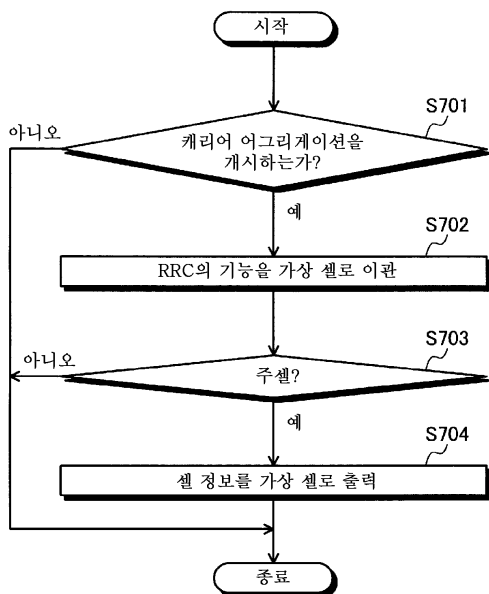 시작
S701
아니오
캐리어 어그리게이션을
개시하는가?
예
S702
RRC의 기능을 가상 셀로 이관
S703
아니오
주셀?
예
S704
셀 정보를 가상 셀로 출력
종료